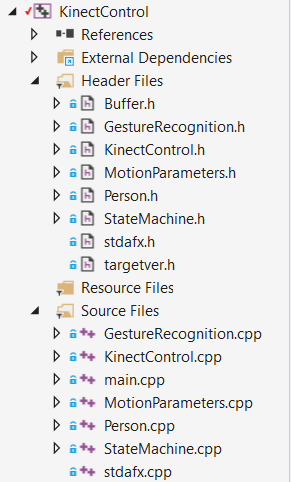 KinectControl
References
External Dependencies
Header Files
Buffer.h
GestureRecognition.h
KinectControl.h
MotionParameters.h
Person.h
StateMachine.h
stdafx.h
targetver.h
Resource Files
Source Files
GestureRecognition.cpp
KinectControl.cpp
main.cpp
MotionParameters.cpp
Person.cpp
StateMachine.cpp
stdafx.cpp